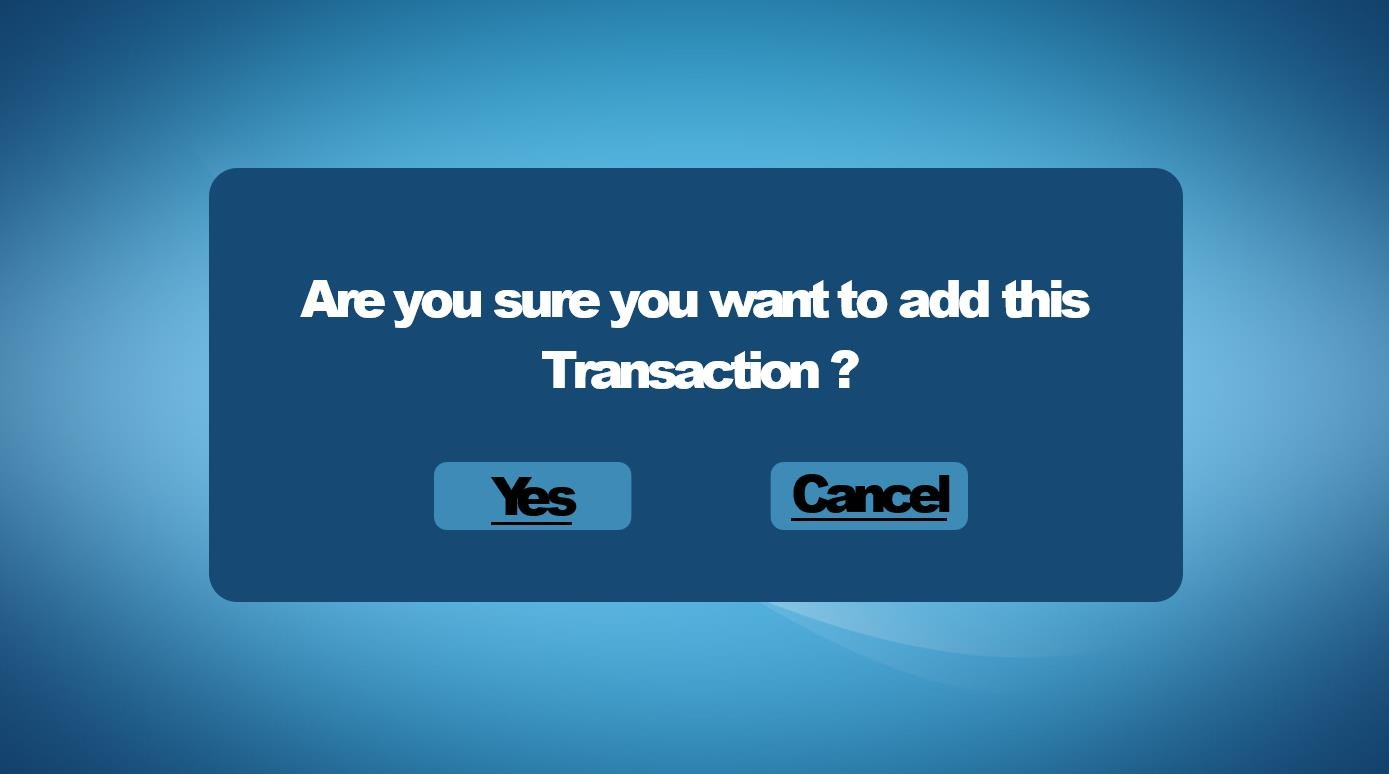 Are you sure you want to add this
Transaction ?
Yes
Cancel